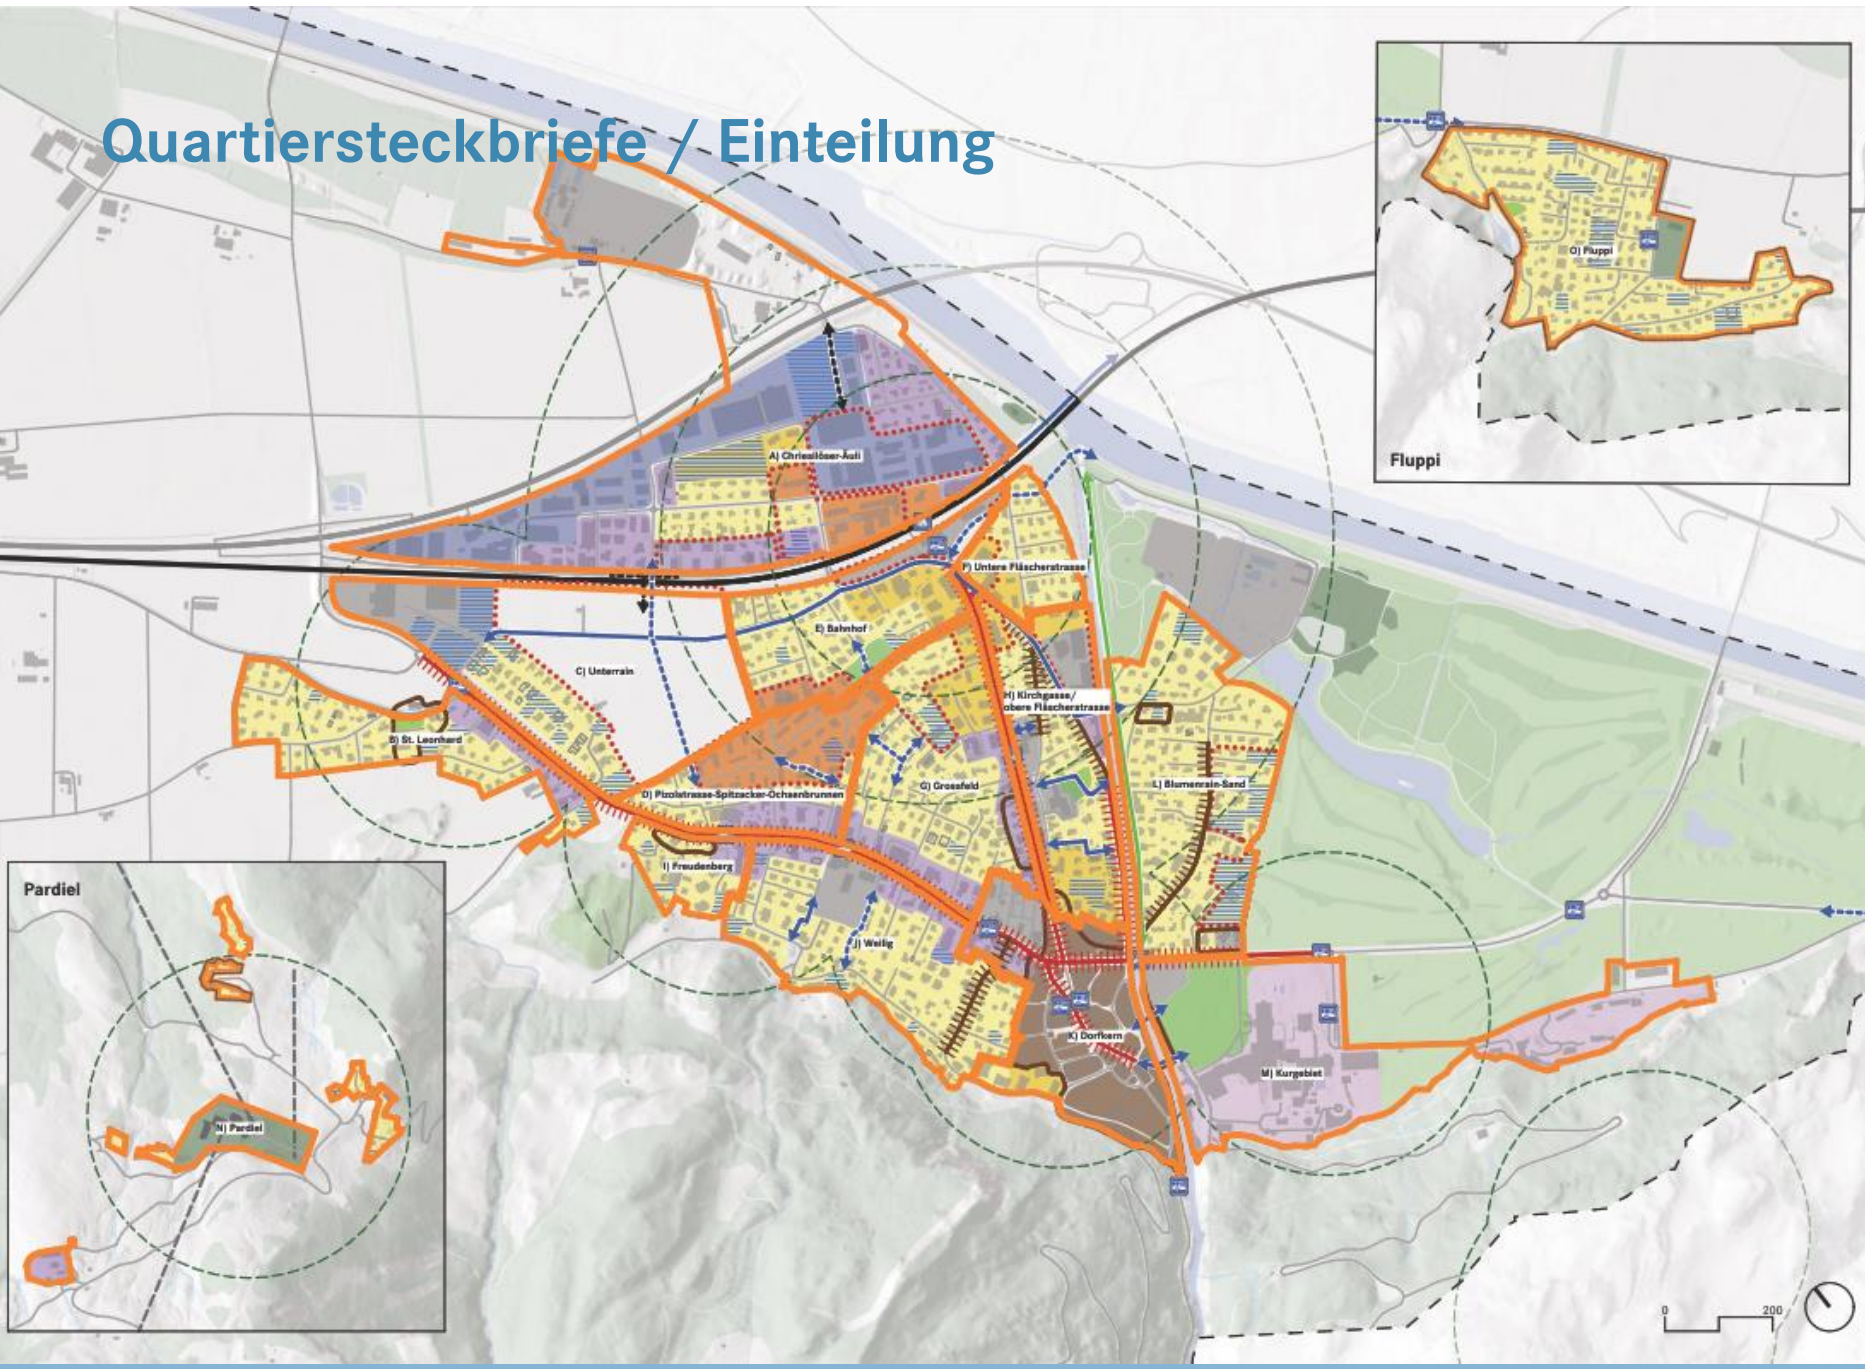 Quartiersteckbriefe / Einteilung
O) Fluppi
Fluppi
A) Chriesilöser-Äuli
F) Untere Fläscherstrasse
E) Bahnhof
C) Unterrain
H) Kirchgasse/
obere Fläscherstrasse
B) St. Leonhard
L) Blumenrain-Sand
G) Grossfeld
D) Pizolstrasse-Spitzacker-Ochsenbrunnen
I) Freudenberg
Pardiel
J) Weilig
K) Dorfkern
M) Kurgebiet
N) Pardiel
0 200